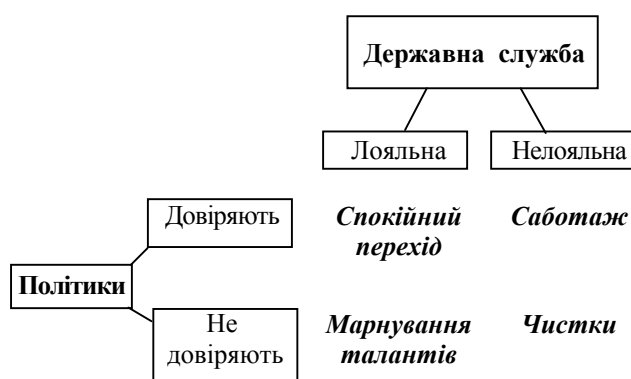 Державна служба
Лояльна
Нелояльна
Довіряють
Спокійний
перехід
Саботаж
Політики
Не
довіряють
Марнування
талантів
Чистки